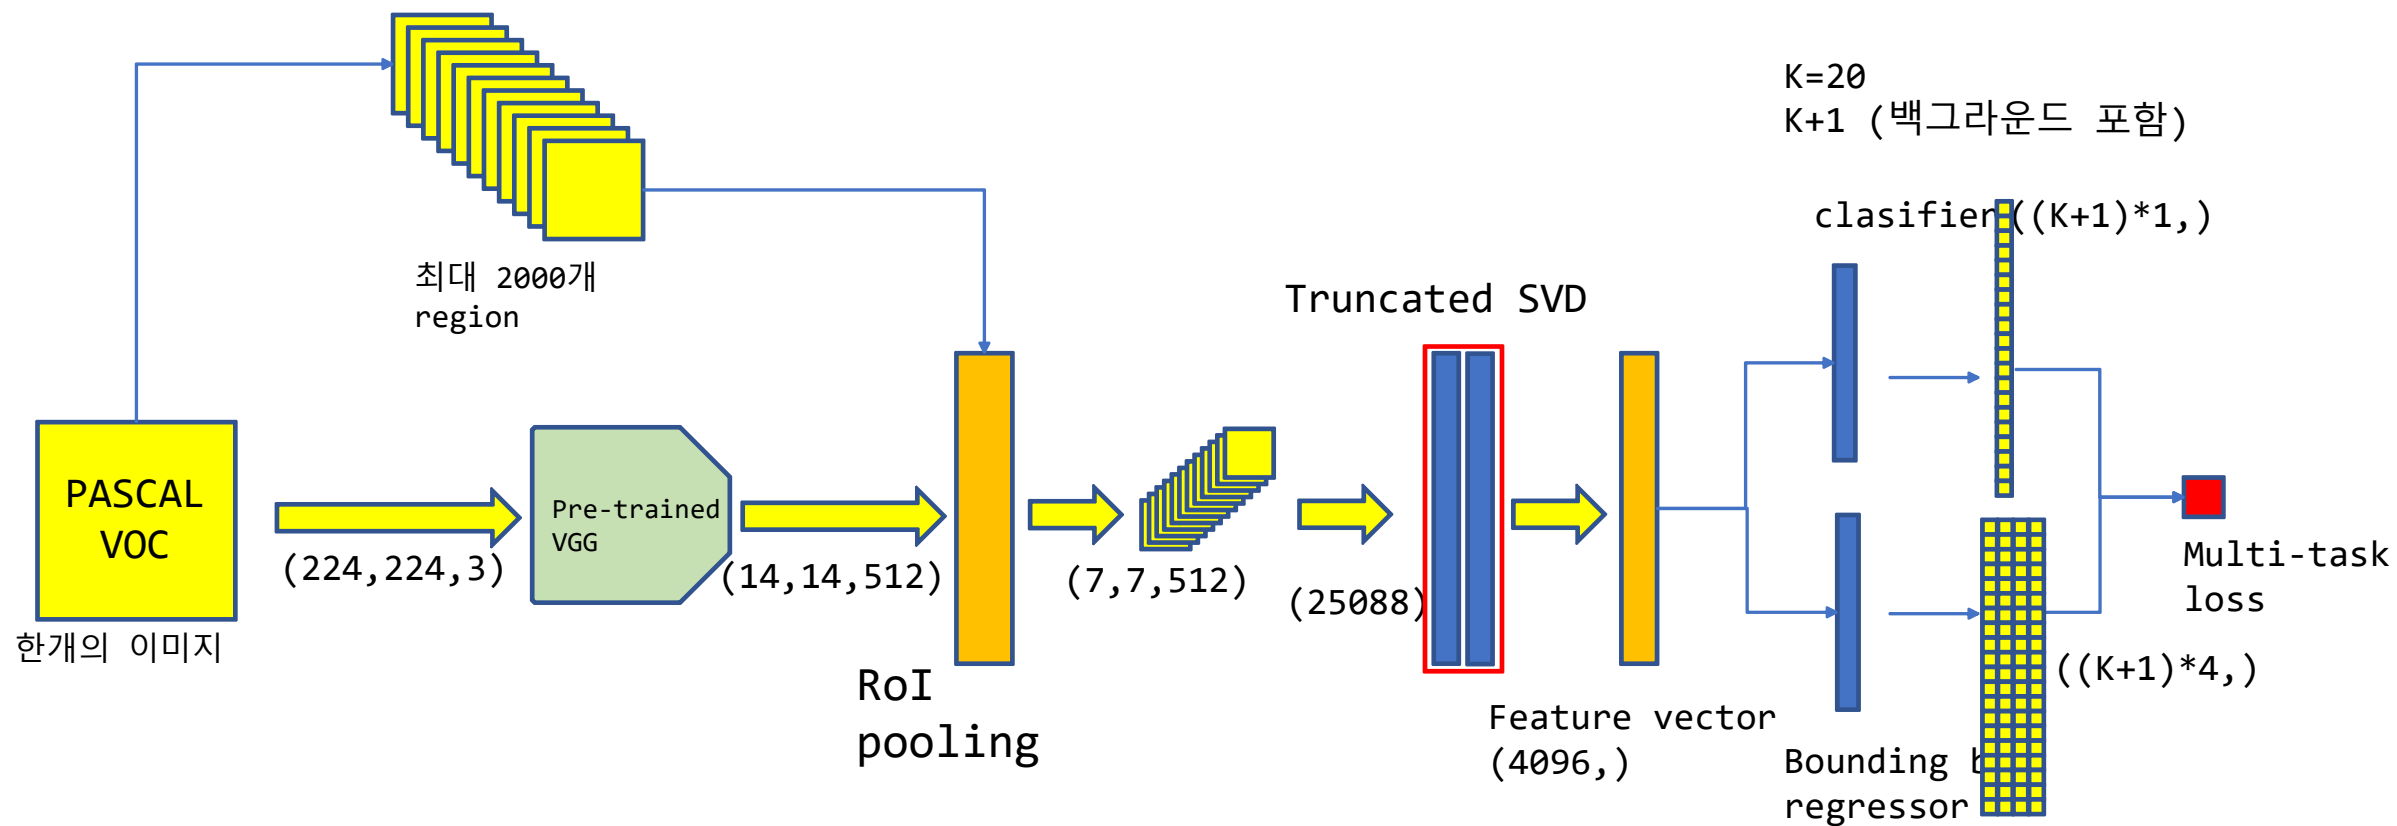 K=20
K+1 (백그라운드 포함)
clasifier((K+1)*1,)
최대 2000개
region
Truncated SVD
PASCAL
VOC
한개의 이미지
(224,224,3)
Pre-trained
VGG
(14,14,512)
RoI
pooling
(7,7,512)
(25088)
Feature vector
(4096,)
Bounding
regressor
((K+1)*4,)
Multi-task
loss